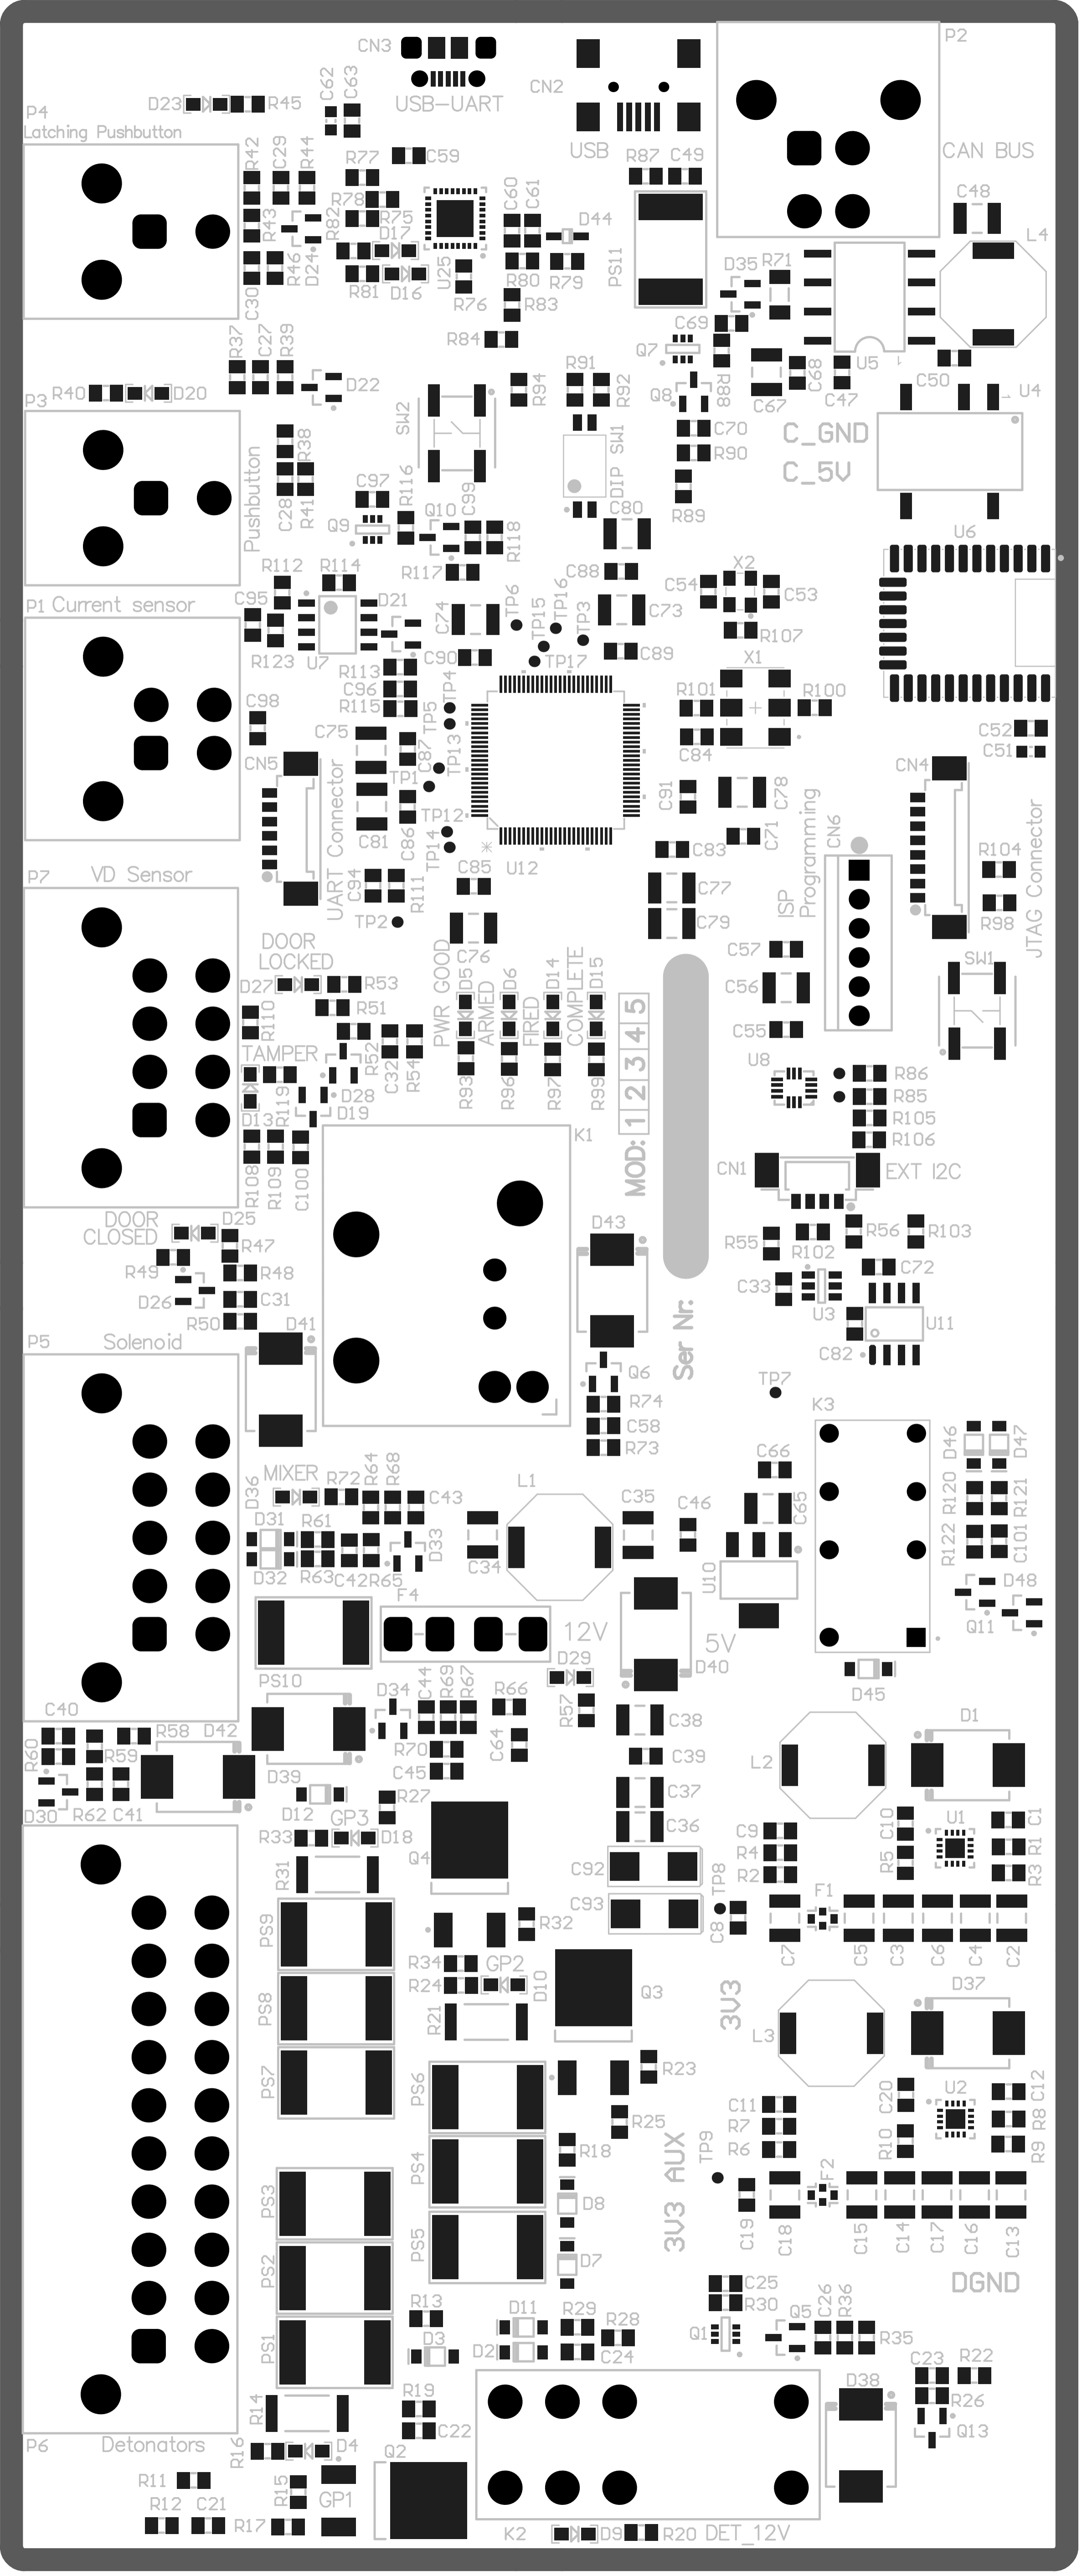 CN3
USB-UART
CN2
USB
P2
CAN BUS
D23
R45
C62
C63
P4
Latching Pushbutton
R42
C29
R44
R77
C59
R87
C49
R78
R75
R82
D17
R43
C60
C61
D44
PS11
C48
L4
C30
R46
D24
R81
D16
U25
R76
R80
R79
R83
R84
D35
R71
C69
U5
1
C50
R37
C27
R39
R40
D20
D22
P3
R94
R91
R92
Q7
R88
Q8
C67
C68
C47
U4
SW2
DIP SW1
C70
R90
R89
C_GND
C_5V
Pushbutton
R38
C28
R41
C97
R116
Q9
Q10
C99
R118
R117
C80
U6
R112
R114
C88
C54
X2
C53
P1
Current sensor
C95
R123
U7
D21
C74
TP6
TP15
TP16
TP3
C73
R107
R113
C90
TP17
C89
X1
C96
R115
TP4
TP5
R101
R100
C98
C75
C87
TP13
C84
C52
C51
CN5
UART Connector
TP1
C81
C86
TP12
TP14
U12
C91
C78
C71
C83
CN4
CN6
ISP
Programming
R104
R98
JTAG Connector
P7
VD Sensor
C94
R111
TP2
C85
C76
C77
C79
DOOR
LOCKED
D27
R53
R51
R110
TAMPER
R52
C32
R54
PWR GOOD
D5
ARMED
D6
FIRED
D14
COMPLETE
D15
R93
R96
R97
R99
MOD: 1 2 3 4 5
C57
C56
C55
SW1
U8
R86
R85
R105
R106
D13
R119
D28
D19
R108
R109
C100
K1
CN1
EXT I2C
DOOR
CLOSED
D25
R47
R49
R48
D26
C31
R50
D43
R55
R102
R56
R103
C33
C72
U3
U11
C82
Ser Nr:
P5
Solenoid
D41
Q6
R74
C58
R73
TP7
K3
MIXER
D36
R72
R64
R68
C43
L1
C35
C46
C66
C65
D46
D47
R120
R121
R122
C101
D31
R61
D32
R63
C42
R65
D33
C34
U10
D48
Q11
F4
12V
5V
D40
D45
PS10
D29
R57
C40
R60
R59
R58
D42
D39
D34
C44
R69
R67
R66
C64
R70
C45
C38
C39
C37
C36
L2
D1
D30
R62
C41
D12
R27
GP3
R33
D18
R31
Q4
C92
C93
TP8
C8
C9
R4
R2
C10
R5
U1
C1
R1
R3
F1
C7
C5
C3
C6
C4
C2
PS9
PS8
PS7
R32
R34
R24
GP2
R21
D10
Q3
3V3
L3
D37
PS6
PS4
PS5
R23
R25
R18
D8
D7
C11
R7
R6
C20
R10
U2
C12
R8
R9
TP9
3V3 AUX
C19
C18
F2
C15
C14
C17
C16
C13
PS3
PS2
PS1
DGND
C25
R30
R13
D3
D11
D2
R29
R28
C24
Q1
Q5
C26
R36
R35
R14
R19
C22
D38
C23
R22
R26
Q13
P6
Detonators
R16
D4
Q2
R11
R12
C21
R15
R17
GP1
K2
D9
R20
DET_12V